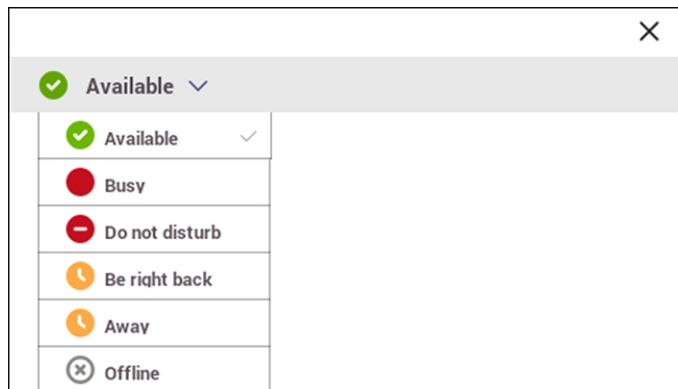 Available
Available
Busy
Do not disturb
Be right back
Away
Offline